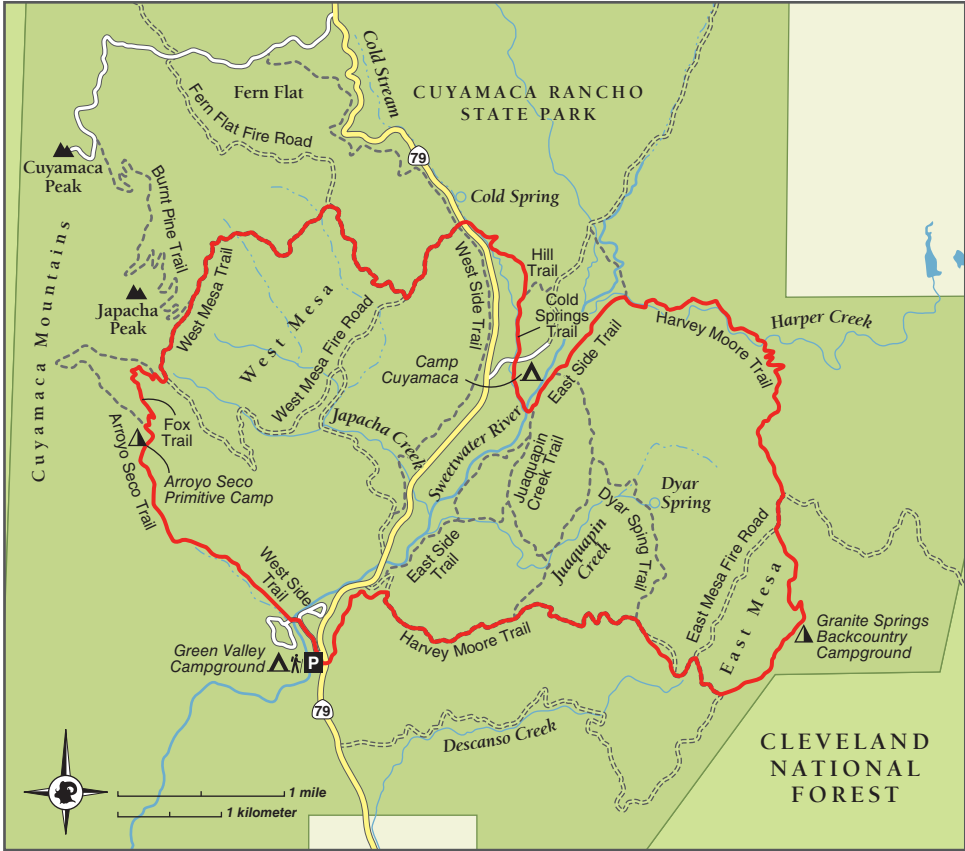 Cold Stream
Fern Flat
CUYAMACA RANCHO
STATE PARK
Fern Flat Fire Road
79
Cuyamaca
Peak
Burnt Pine Trail
Cold Spring
Cuyamaca Mountains
West Mesa Trail
West Side Trail
Hill
Trail
Japacha
Peak
West Mesa
West Mesa Fire Road
Cold
Springs
Trail
Harvey Moore Trail
Harper Creek
Camp
Cuyamaca
East Side Trail
Fox
Trail
Japacha Creek
Sweetwater River
Arroyo Seco Trail
Arroyo Seco
Primitive Camp
Juaquapin
Creek Trail
Dyar
Spring
Dyar Sping Trail
Juaquapin
Creek
East Mesa Fire Road
East Side
Trail
West Side
Trail
East Mesa
Granite Springs
Backcountry
Campground
Harvey Moore Trail
Green Valley
Campground
P
79
Descanso Creek
CLEVELAND
NATIONAL
FOREST
1 mile
1 kilometer